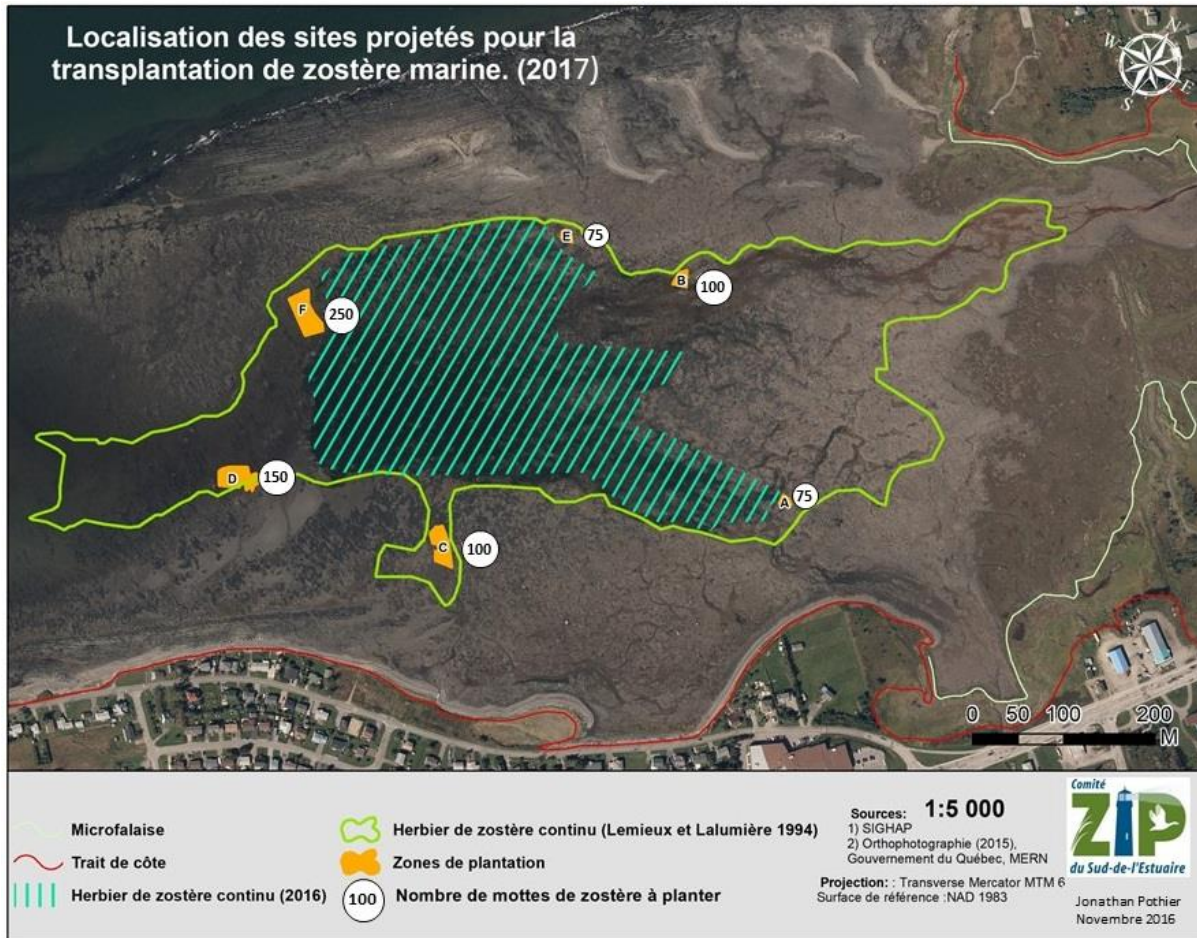 Localisation des sites projetés pour la
transplantation de zostère marine. (2017)
N
W
E
S
E
75
B
100
F
250
D
150
A
75
C
100
0 50 100 200
M
Microfalaise
Trait de côte
Herbier de zostère continu (2016)
Herbier de zostère continu (Lemieux et Lalumière 1994)
Zones de plantation
100 Nombre de mottes de zostère à planter
Sources: 1:5 000
1) SIGHAP
2) Orthophotographie (2015),
Gouvernement du Québec, MERN
Projection: : Transverse Mercator MTM 6
Surface de référence :NAD 1983
Comité
ZIP
du Sud-de-l'Estuaire
Jonathan Pothier
Novembre 2016